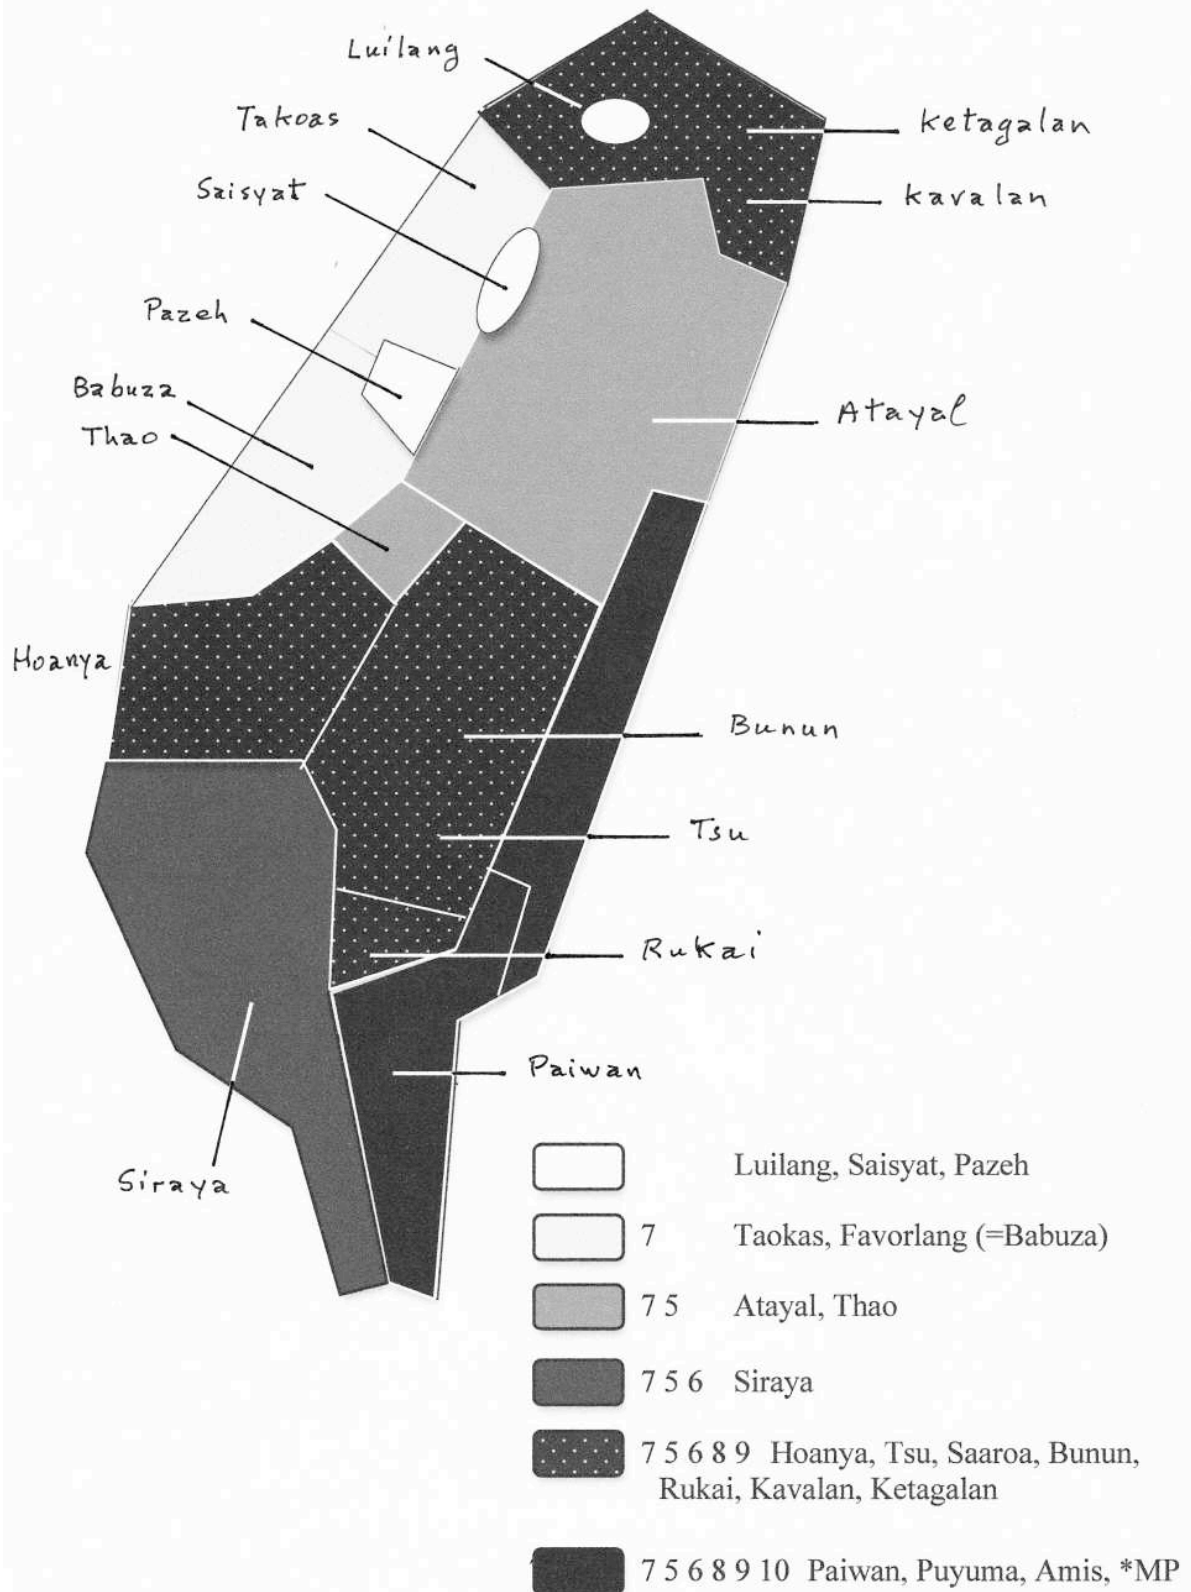 Luilang
Takoas
Ketagalan
Saisyat
Kavalan
Pazeh
Babuza
Atayal
Thao
Hoanya
Bunun
Tsu
Rukai
Paiwan
Siraya
Luilang, Saisyat, Pazeh
7 Taokas, Favorlang (=Babuza)
7 5 Atayal, Thao
7 5 6 Siraya
7 5 6 8 9 Hoanya, Tsu, Saaroa, Bunun,
Rukai, Kavalan, Ketagalan
7 5 6 8 9 10 Paiwan, Puyuma, Amis, *MP